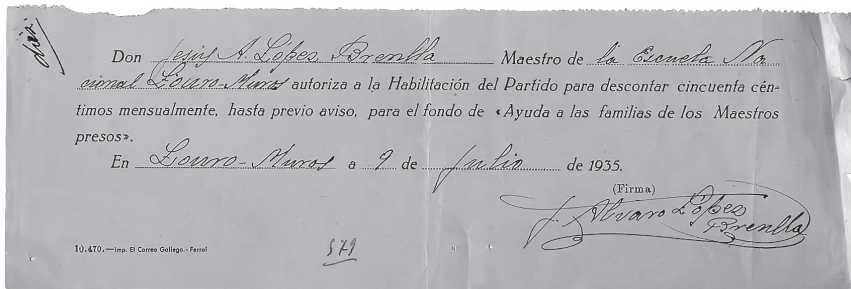 Don Jesús A. López Brenlla Maestro de la Escuela Na
cional Louro-Muros autoriza a la Habilitación del Partido para descontar cincuenta cén-
timos mensualmente, hasta previo aviso, para el fondo de «Ayuda a las familias de los Maestros
presos».
En Louro-Muros a 9 de Julio de 1935.
(Firma)
J. Alvaro López
Brenlla
10.470.—Imp. El Correo Gallego.-Ferrol
579